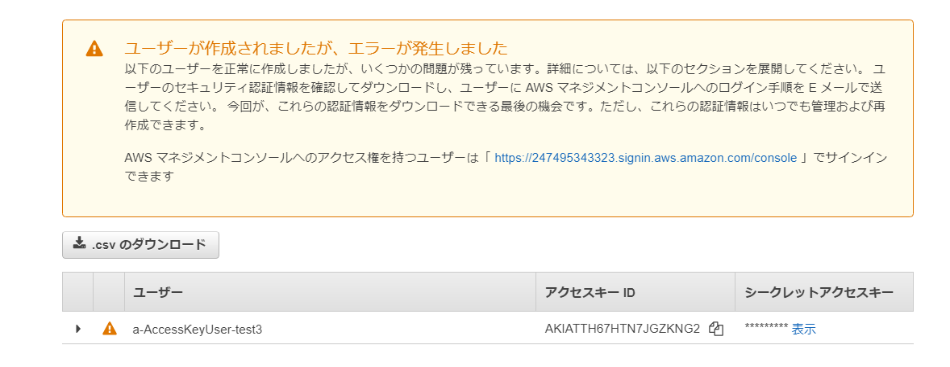 ユーザーが作成されましたが、エラーが発生しました
以下のユーザーを正常に作成しましたが、いくつかの問題が残っています。詳細については、以下のセクションを展開してください。 ユ
ーザーのセキュリティ認証情報を確認してダウンロードし、ユーザーに AWS マネジメントコンソールへのログイン手順を E メールで送
信してください。 今回が、これらの認証情報をダウンロードできる最後の機会です。ただし、これらの認証情報はいつでも管理および再
作成できます。
AWS マネジメントコンソールへのアクセス権を持つユーザーは「 https://247495343323.signin.aws.amazon.com/console 」でサインイン
できます
.csv のダウンロード
ユーザー アクセスキー ID シークレットアクセスキー
a-AccessKeyUser-test3 AKIATTH67HTN7JGZKNG2 ********* 表示